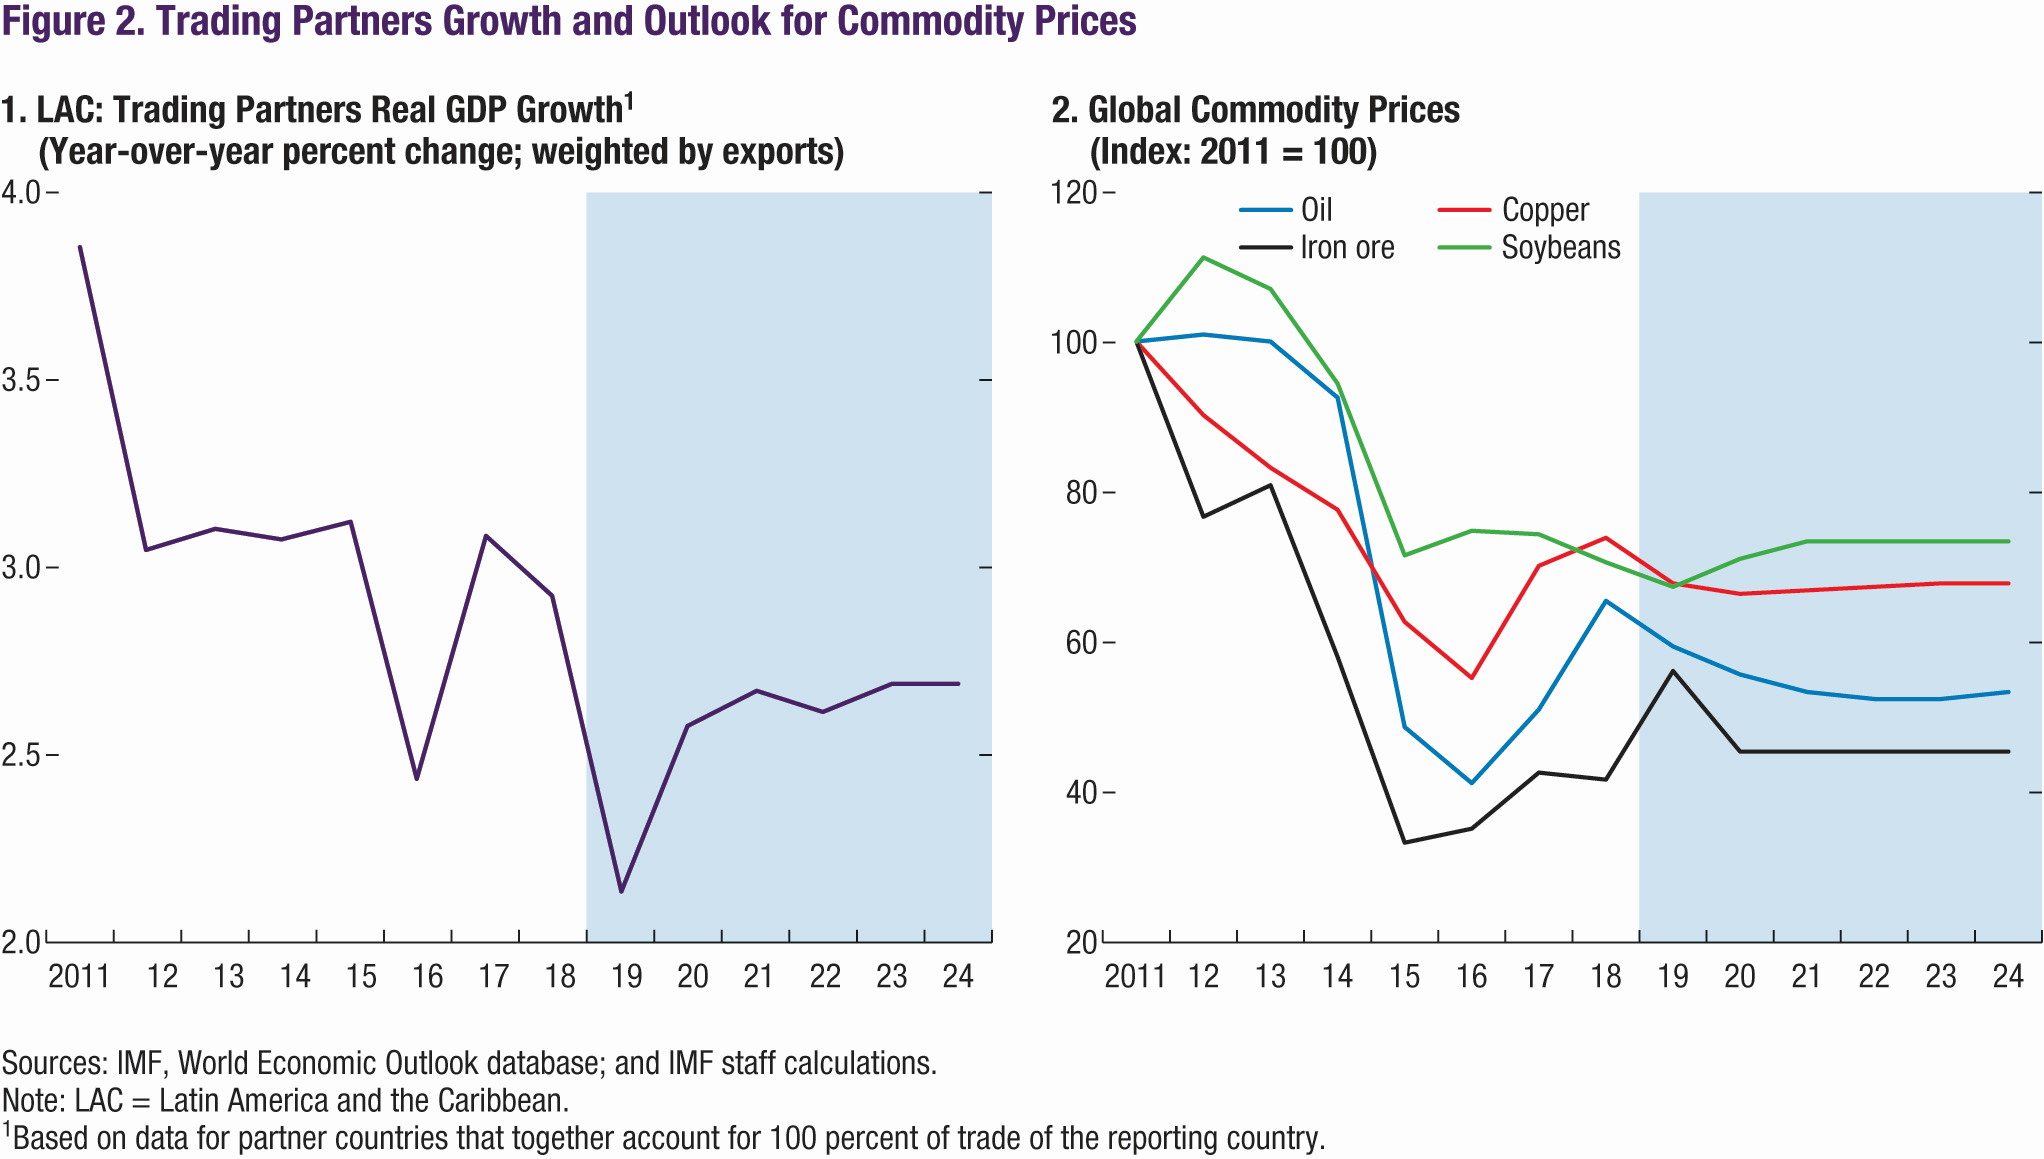 Figure 2. Trading Partners Growth and Outlook for Commodity Prices
1. LAC: Trading Partners Real GDP Growth¹
(Year-over-year percent change; weighted by exports)
4.0
3.5
3.0
2.5
2.0
2011 12 13 14 15 16 17 18 19 20 21 22 23 24
2. Global Commodity Prices
(Index: 2011 = 100)
Oil Copper
Iron ore Soybeans
120
100
80
60
40
20
2011 12 13 14 15 16 17 18 19 20 21 22 23 24
Sources: IMF, World Economic Outlook database; and IMF staff calculations.
Note: LAC = Latin America and the Caribbean.
¹Based on data for partner countries that together account for 100 percent of trade of the reporting country.